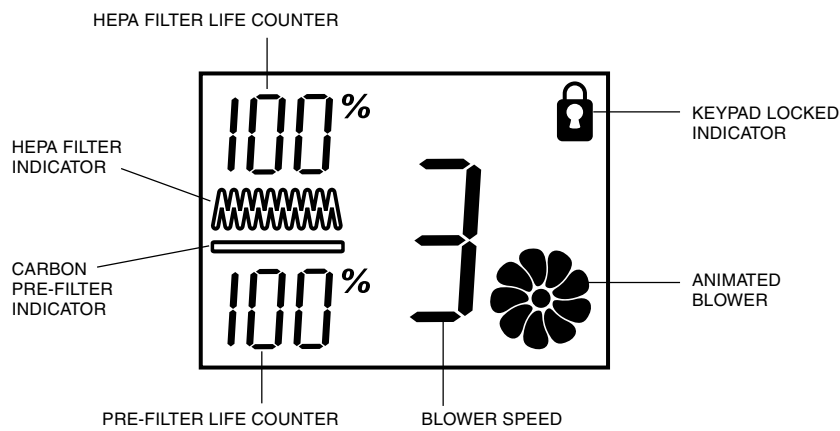 HEPA FILTER LIFE COUNTER
100%
KEYPAD LOCKED
INDICATOR
HEPA FILTER
INDICATOR
3
CARBON
PRE-FILTER
INDICATOR
100%
ANIMATED
BLOWER
PRE-FILTER LIFE COUNTER
BLOWER SPEED